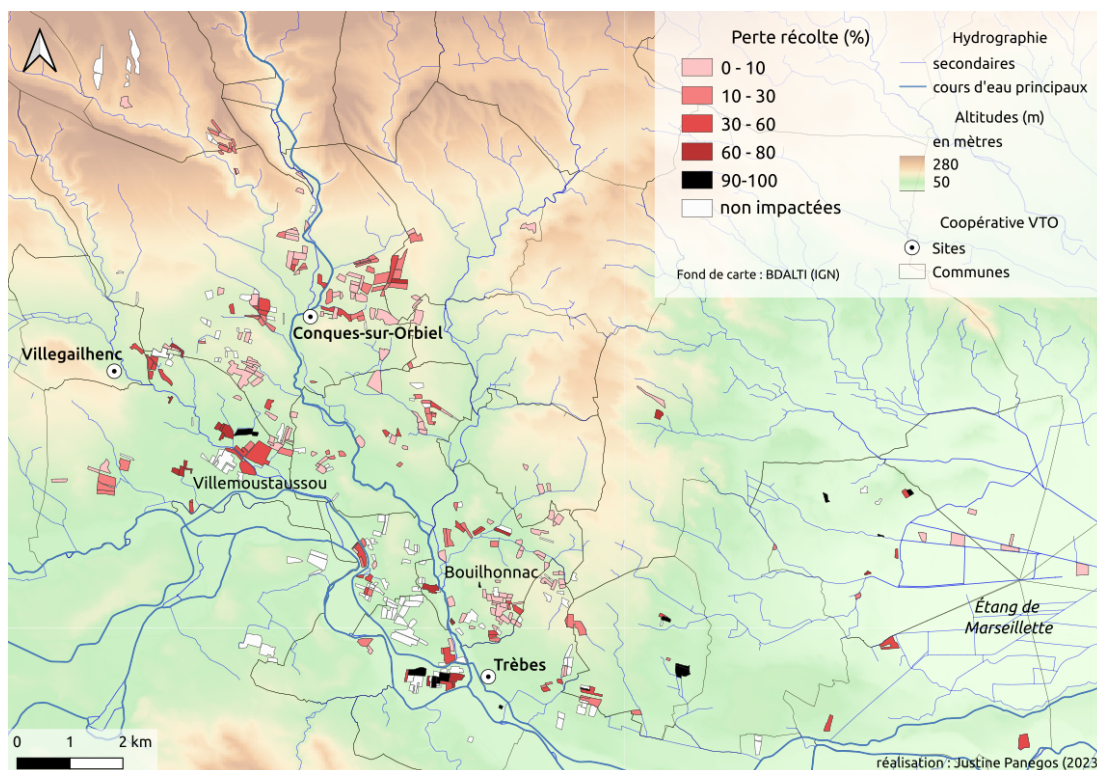 Perte récolte (%)
0 - 10
10 - 30
30 - 60
60 - 80
90-100
non impactées
Fond de carte : BDALTI (IGN)
Hydrographie
secondaires
cours d'eau principaux
Altitudes (m)
en mètres
280
50
Coopérative VTO
Sites
Communes
Conques-sur-Orbiel
Villegailhenc
Villemoustaussou
Bouilhonnac
Étang de
Marseillette
Trèbes
0 1 2 km
réalisation : Justine Panégos (2023